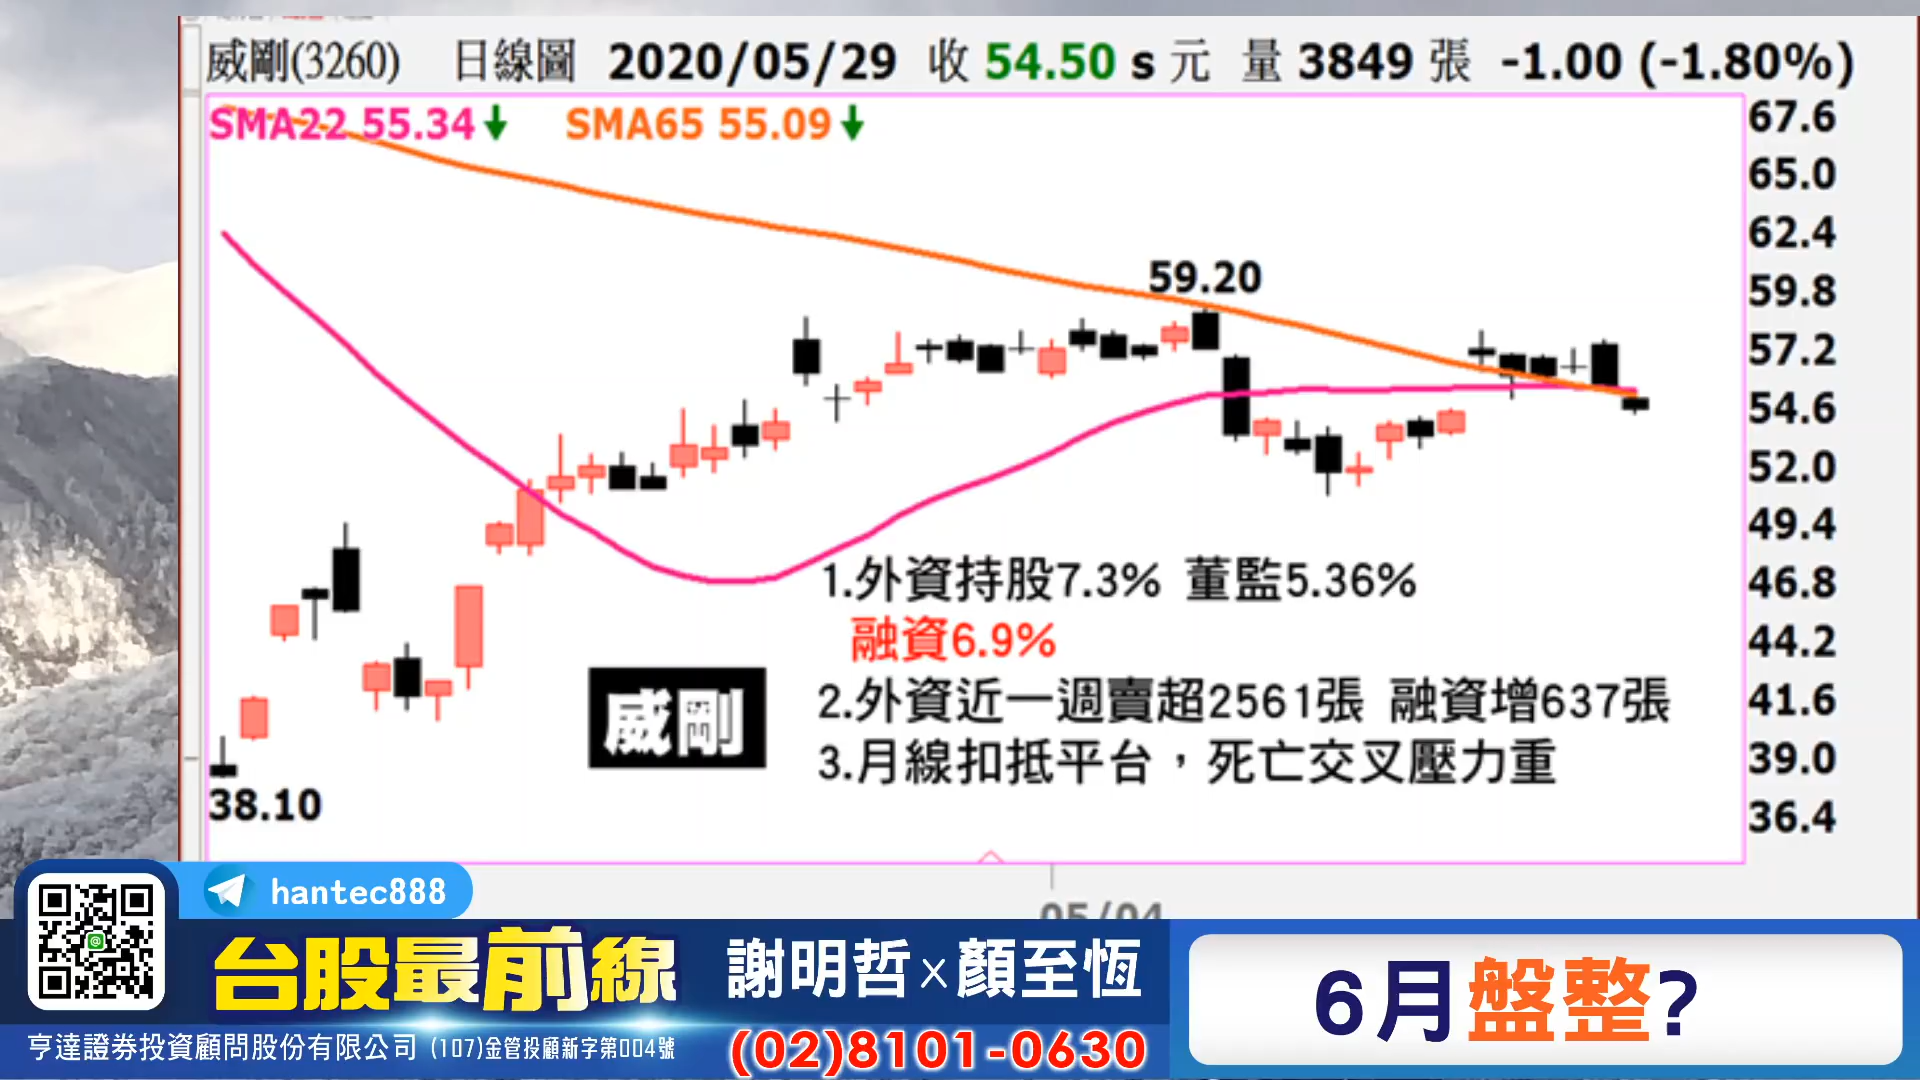 威剛(3260) 日線圖 2020/05/29 收 54.50 s 元 量 3849 張 -1.00 (-1.80%)
SMA22 55.34↓ SMA65 55.09↓
67.6
65.0
62.4
59.8
57.2
54.6
52.0
49.4
46.8
44.2
41.6
39.0
36.4
59.20
38.10
1.外資持股7.3% 董監5.36%
融資6.9%
2.外資近一週賣超2561張 融資增637張
3.月線扣抵平台，死亡交叉壓力重
威剛
05/04
hantec888
台股最前線
謝明哲x顏至恆
6月盤整?
亨達證券投資顧問股份有限公司 (107)金管投顧新字第004號
(02)8101-0630